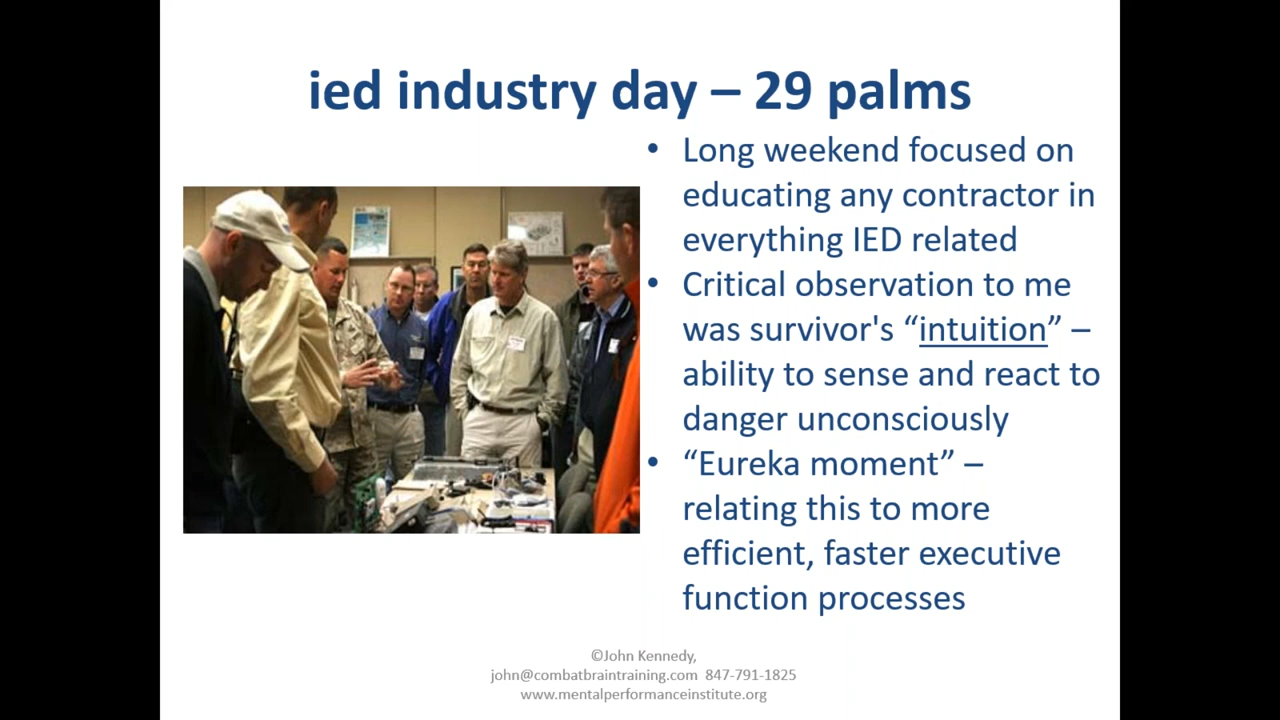 ied industry day – 29 palms
• Long weekend focused on
educating any contractor in
everything IED related
• Critical observation to me
was survivor's “intuition” –
ability to sense and react to
danger unconsciously
• “Eureka moment” –
relating this to more
efficient, faster executive
function processes
©John Kennedy,
john@combatbraintraining.com 847-791-1825
www.mentalperformanceinstitute.org